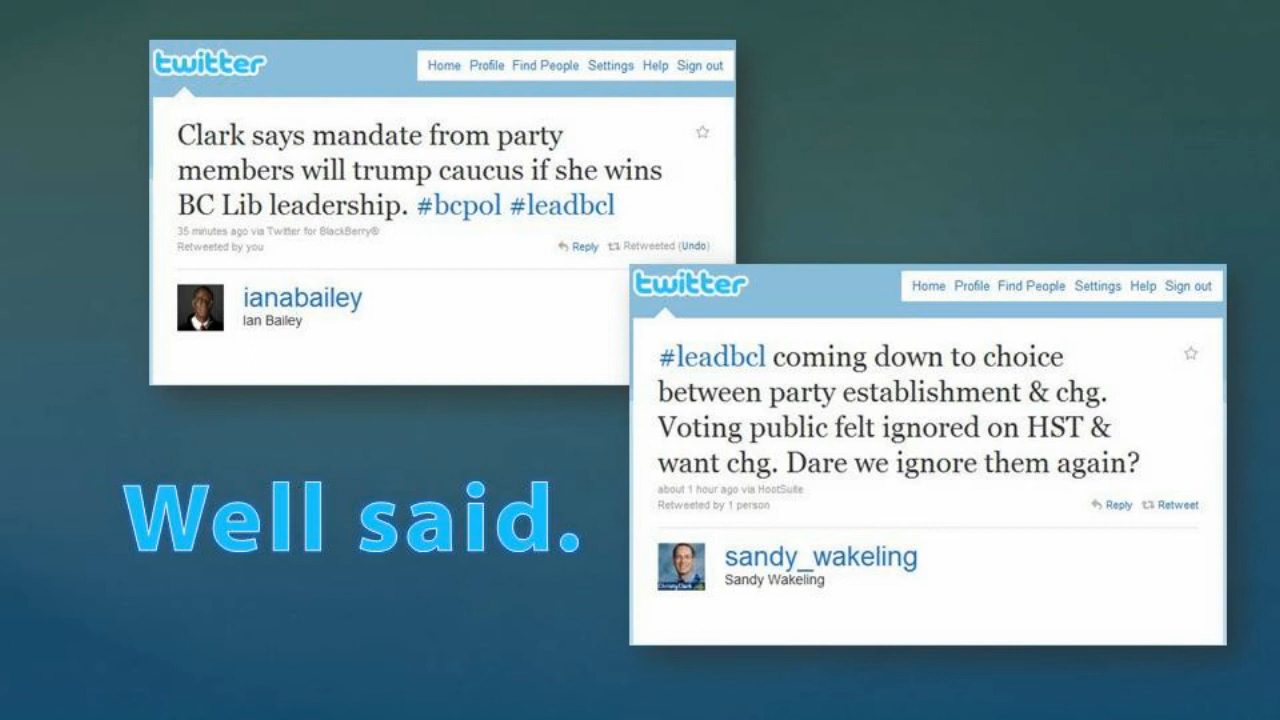 twitter
Home Profile Find People Settings Help Sign out
Clark says mandate from party
members will trump caucus if she wins
BC Lib leadership. #bcpol #leadbcl
35 minutes ago via Twitter for BlackBerry®
Retweeted by you
Reply Retweeted (Undo)
ianabailey
Ian Bailey
twitter
Home Profile Find People Settings Help Sign out
#leadbcl coming down to choice
between party establishment & chg.
Voting public felt ignored on HST &
want chg. Dare we ignore them again?
about 1 hour ago via HootSuite
Retweeted by 1 person
Reply Retweet
sandy_wakeling
Sandy Wakeling
Well said.